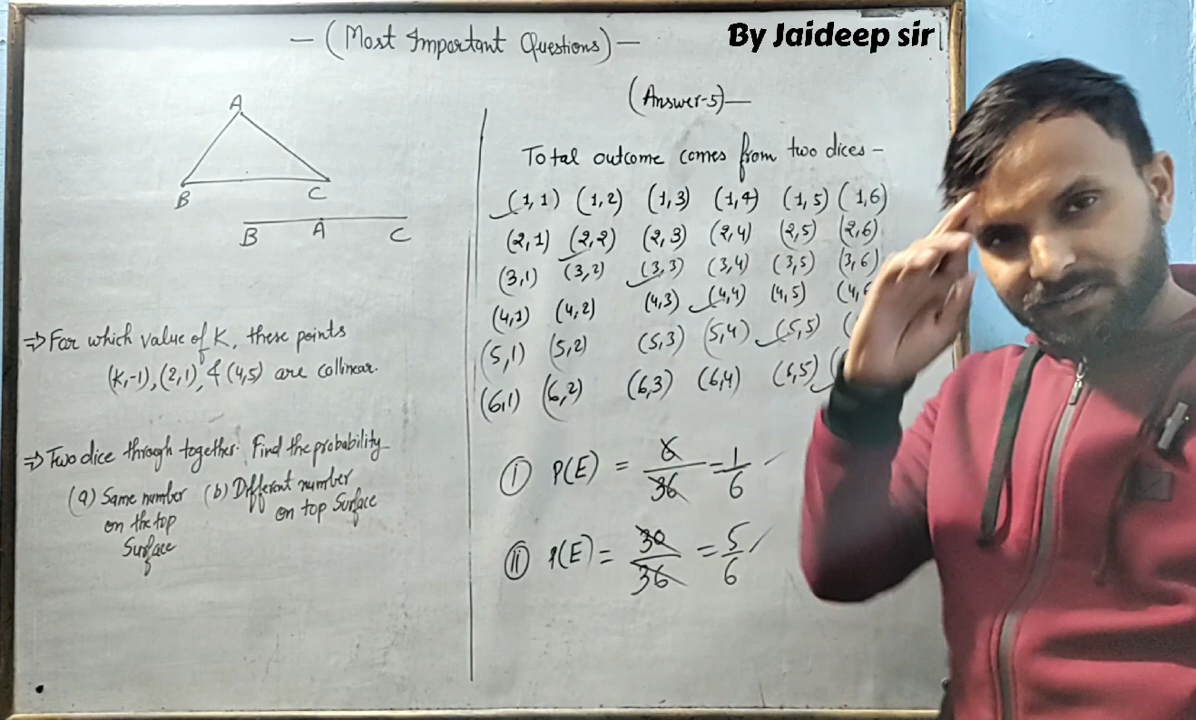 -(Most Important Questions)-
By Jaideep sir
A
B C
B A C
⇒ For which value of K, these points
(K,-1), (2,1), & (4,5) are collinear.
⇒ Two dice through together. Find the probability
(a) Same number
on the top
Surface
(b) Different number
on top Surface
(Answer-5)—
Total outcome comes from two dices -
(1,1) (1,2) (1,3) (1,4) (1,5) (1,6)
(2,1) (2,2) (2,3) (2,4) (2,5) (2,6)
(3,1) (3,2) (3,3) (3,4) (3,5) (3,6)
(4,1) (4,2) (4,3) (4,4) (4,5) (4,6
(5,1) (5,2) (5,3) (5,4) (5,5) (
(6,1) (6,2) (6,3) (6,4) (6,5) (
(I) P(E) = 6/36 = 1/6
(II) P(E) = 30/36 = 5/6